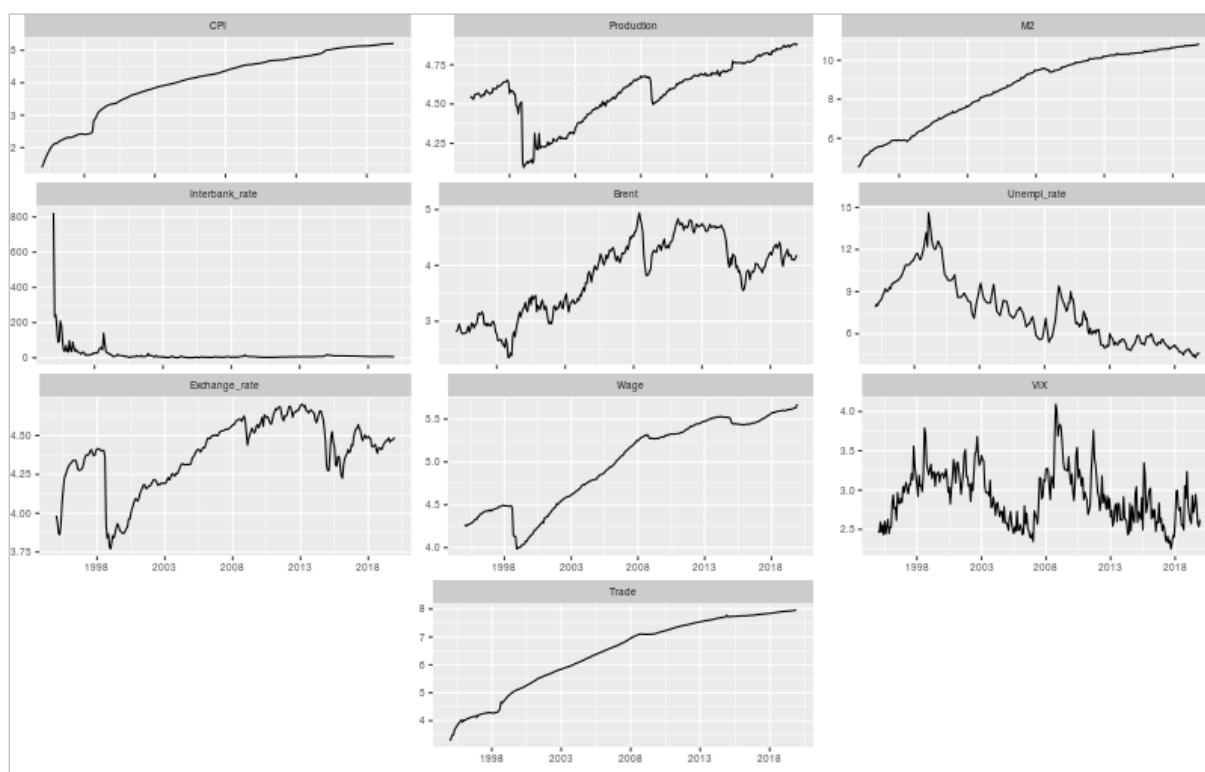 CPI Production M2
5 4.75 10
4 4.50 8
3 4.25 6
2
Interbank_rate Brent Unempl_rate
800 5 15
600 4 12
400 3 9
200 6
0
Exchange_rate Wage VIX
4.50 5.5 4.0
4.25 5.0 3.5
4.00 4.5 3.0
3.75 4.0 2.5
1998 2003 2008 2013 2018 1998 2003 2008 2013 2018 1998 2003 2008 2013 2018
Trade
8
7
6
5
4
1998 2003 2008 2013 2018